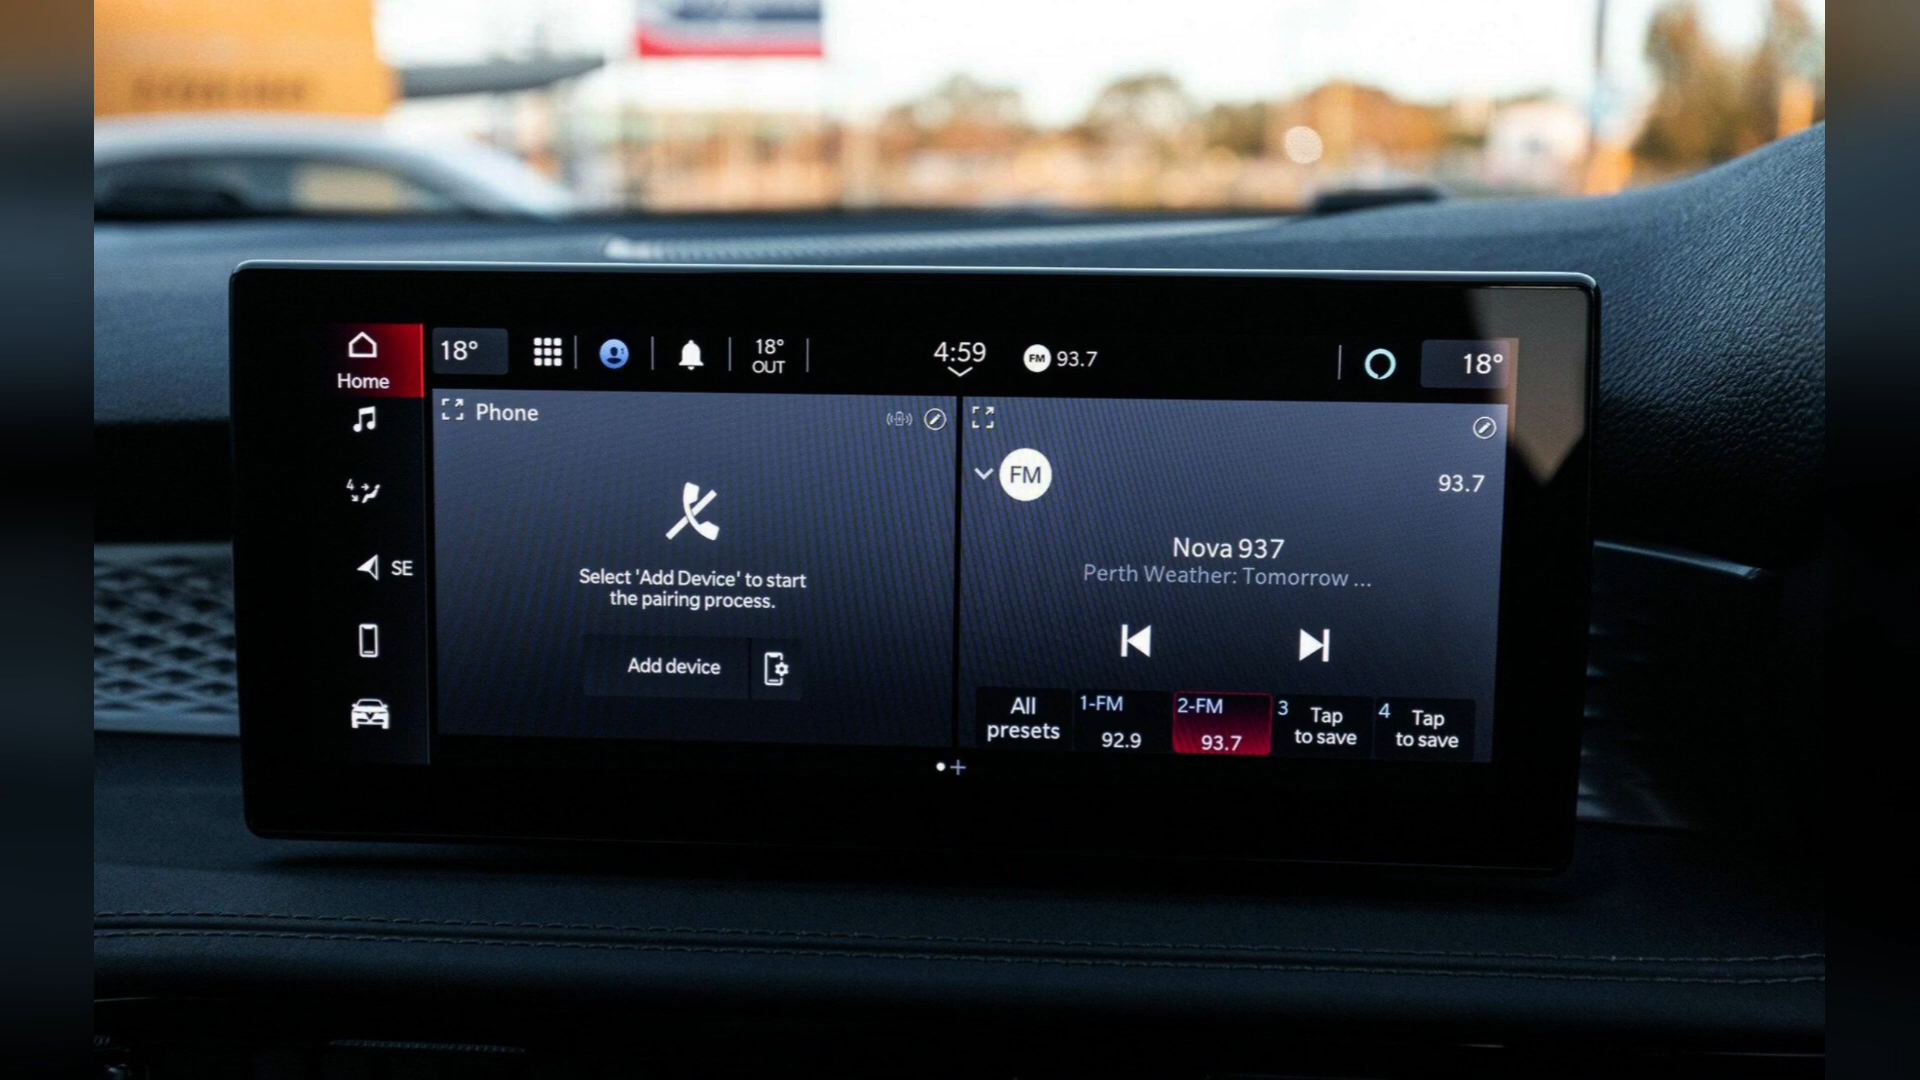 Home
18°
18°
OUT
4:59
FM 93.7
18°
4
SE
Phone
Select 'Add Device' to start
the pairing process.
Add device
FM
93.7
Nova 937
Perth Weather: Tomorrow ...
All
presets
1-FM
92.9
2-FM
93.7
3
Tap
to save
4
Tap
to save